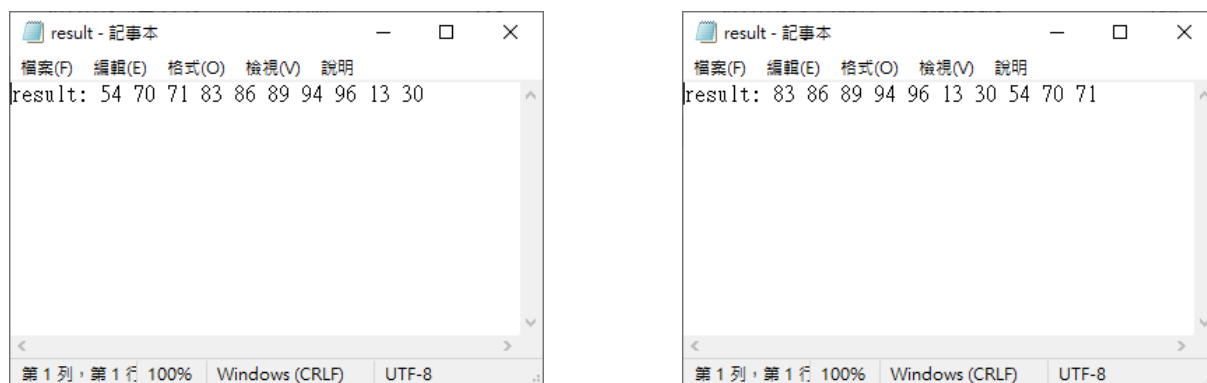 result - 記事本
檔案(F) 編輯(E) 格式(O) 檢視(V) 說明
result: 54 70 71 83 86 89 94 96 13 30
第 1 列，第 1 行 100% Windows (CRLF) UTF-8
result - 記事本
檔案(F) 編輯(E) 格式(O) 檢視(V) 說明
result: 83 86 89 94 96 13 30 54 70 71
第 1 列，第 1 行 100% Windows (CRLF) UTF-8